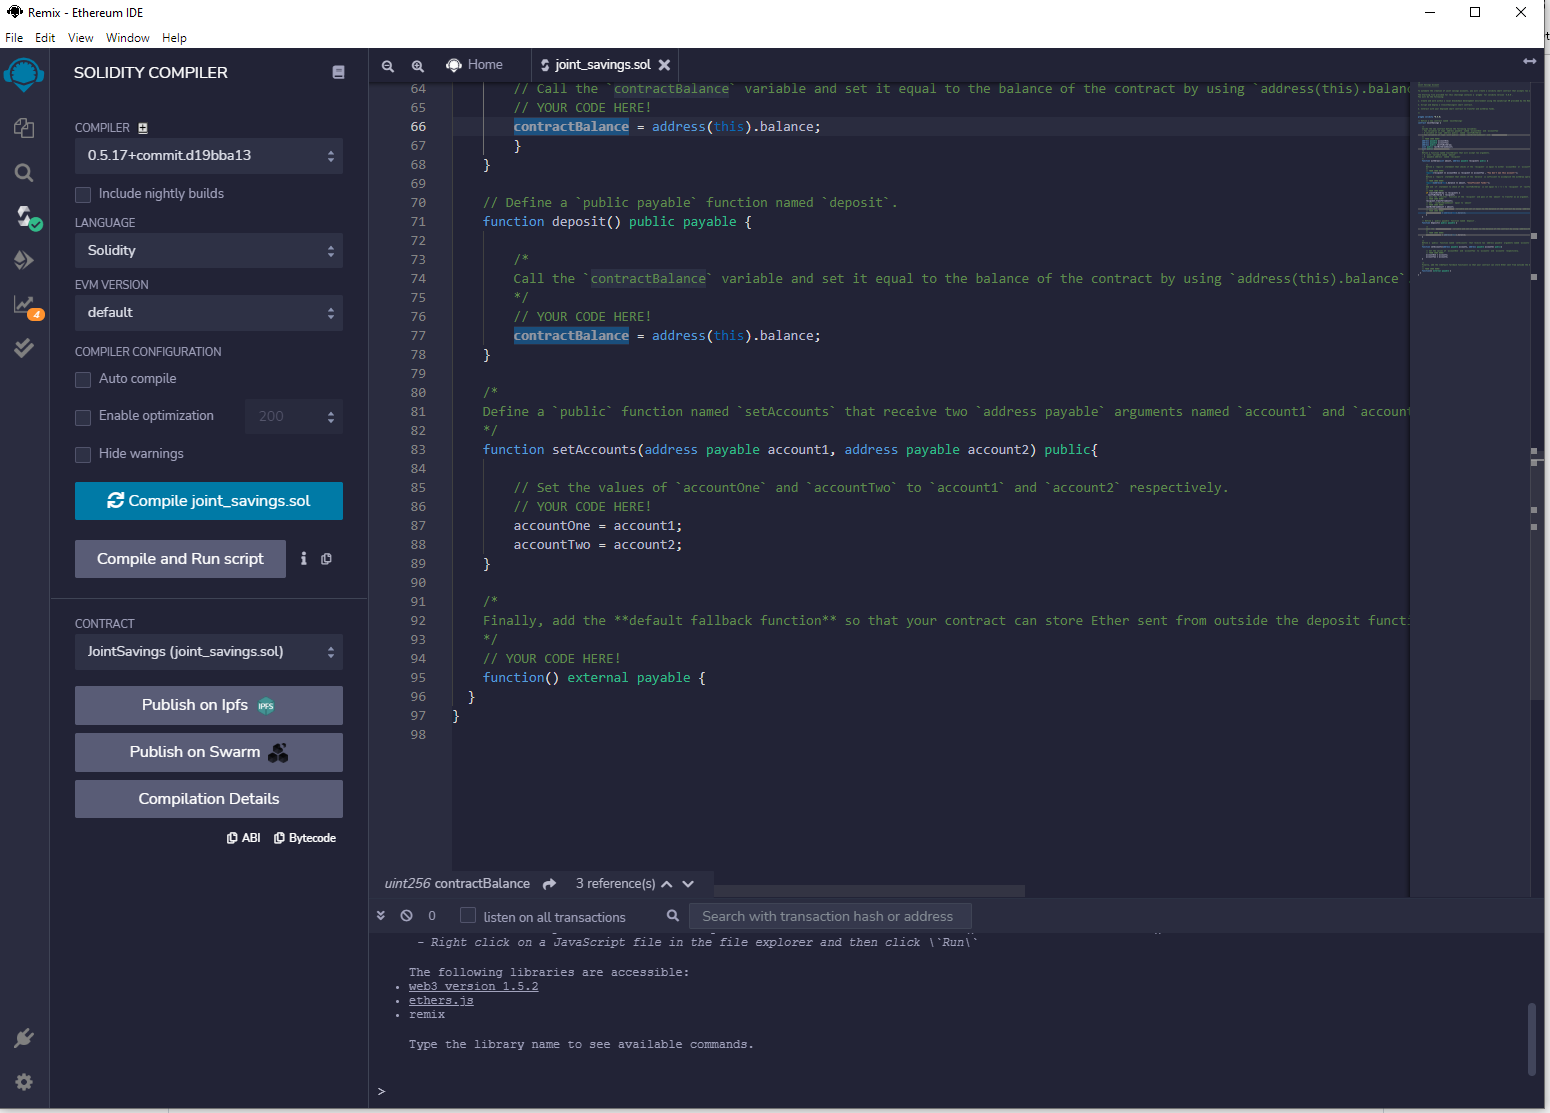 Remix - Ethereum IDE
File Edit View Window Help
SOLIDITY COMPILER
COMPILER
0.5.17+commit.d19bba13
Include nightly builds
LANGUAGE
Solidity
EVM VERSION
default
COMPILER CONFIGURATION
Auto compile
Enable optimization 200
Hide warnings
Compile joint_savings.sol
Compile and Run script
CONTRACT
JointSavings (joint_savings.sol)
Publish on Ipfs IPFS
Publish on Swarm
Compilation Details
ABI Bytecode
4
Home joint_savings.sol
64 // Call the `contractBalance` variable and set it equal to the balance of the contract by using `address(this).balanc
65 // YOUR CODE HERE!
66 contractBalance = address(this).balance;
67 }
68 }
69
70 // Define a `public payable` function named `deposit`.
71 function deposit() public payable {
72
73 /*
74 Call the `contractBalance` variable and set it equal to the balance of the contract by using `address(this).balance`
75 */
76 // YOUR CODE HERE!
77 contractBalance = address(this).balance;
78 }
79
80 /*
81 Define a `public` function named `setAccounts` that receive two `address payable` arguments named `account1` and `account
82 */
83 function setAccounts(address payable account1, address payable account2) public{
84
85 // Set the values of `accountOne` and `accountTwo` to `account1` and `account2` respectively.
86 // YOUR CODE HERE!
87 accountOne = account1;
88 accountTwo = account2;
89 }
90
91 /*
92 Finally, add the **default fallback function** so that your contract can store Ether sent from outside the deposit functi
93 */
94 // YOUR CODE HERE!
95 function() external payable {
96 }
97 }
98
uint256 contractBalance 3 reference(s)
0 listen on all transactions Search with transaction hash or address
- Right click on a JavaScript file in the file explorer and then click \`Run\`
The following libraries are accessible:
• web3 version 1.5.2
• ethers.js
• remix
Type the library name to see available commands.
>